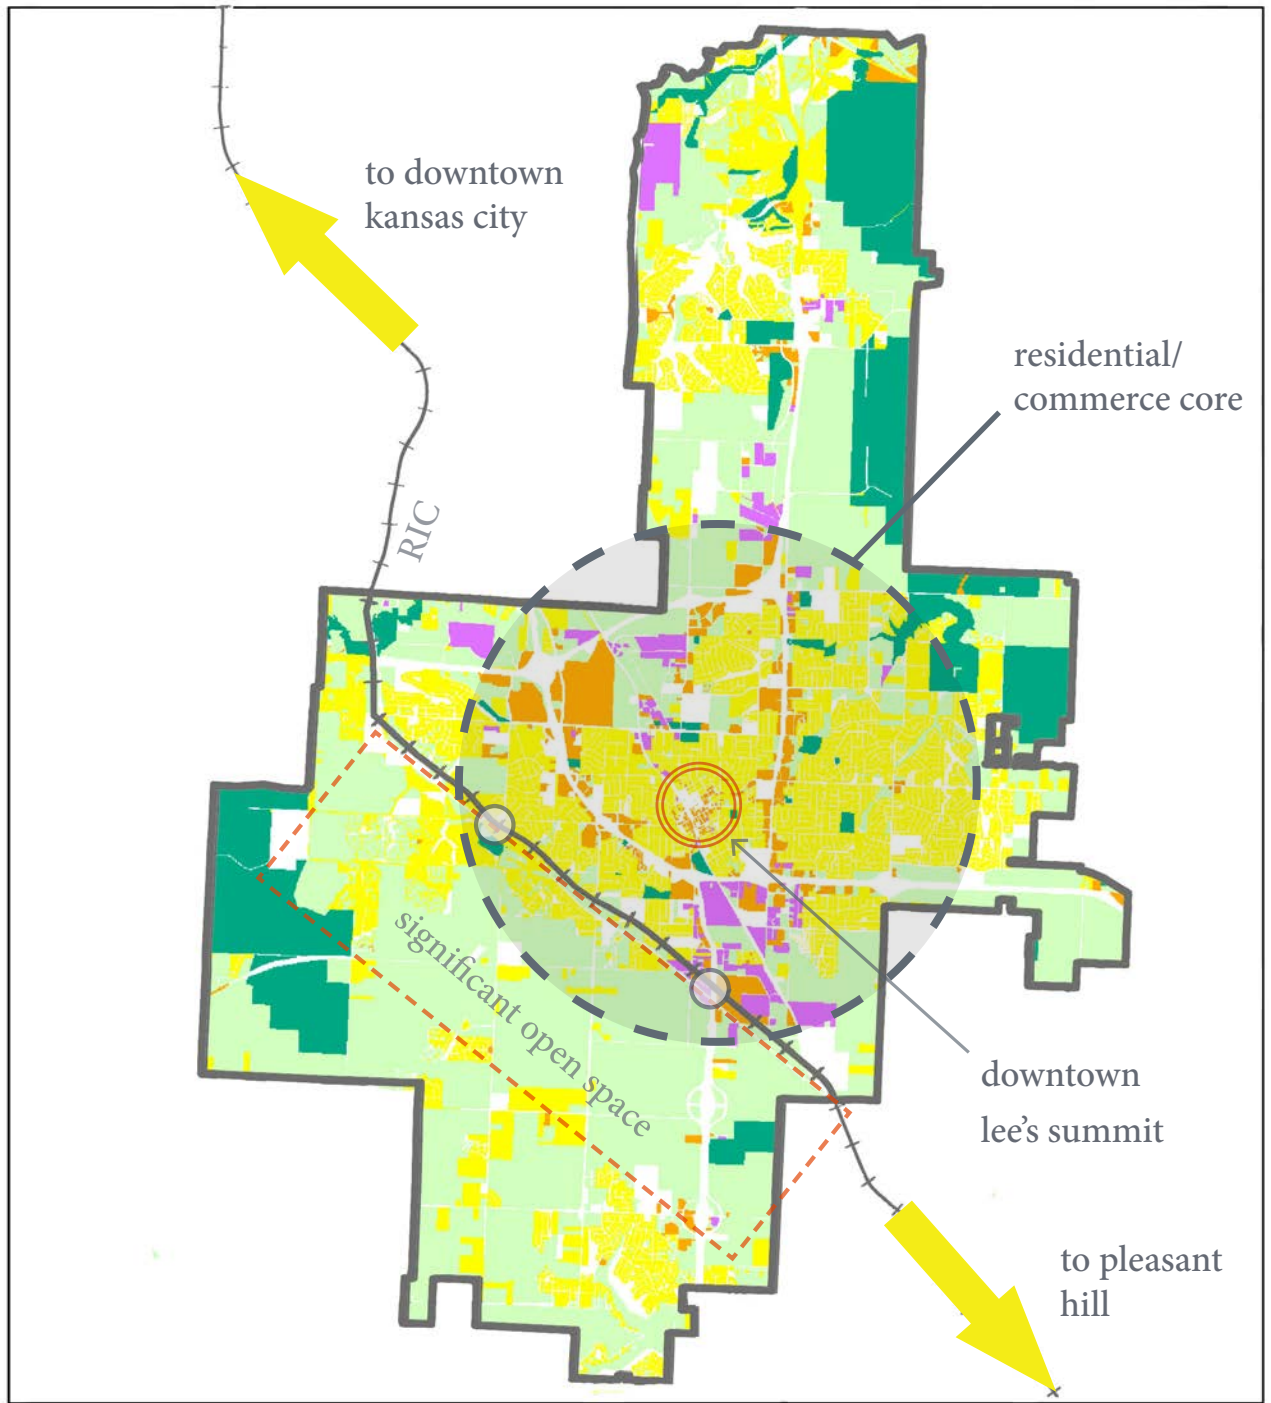 to downtown
kansas city
residential/
commerce core
RIC
significant open space
downtown
lee's summit
to pleasant
hill